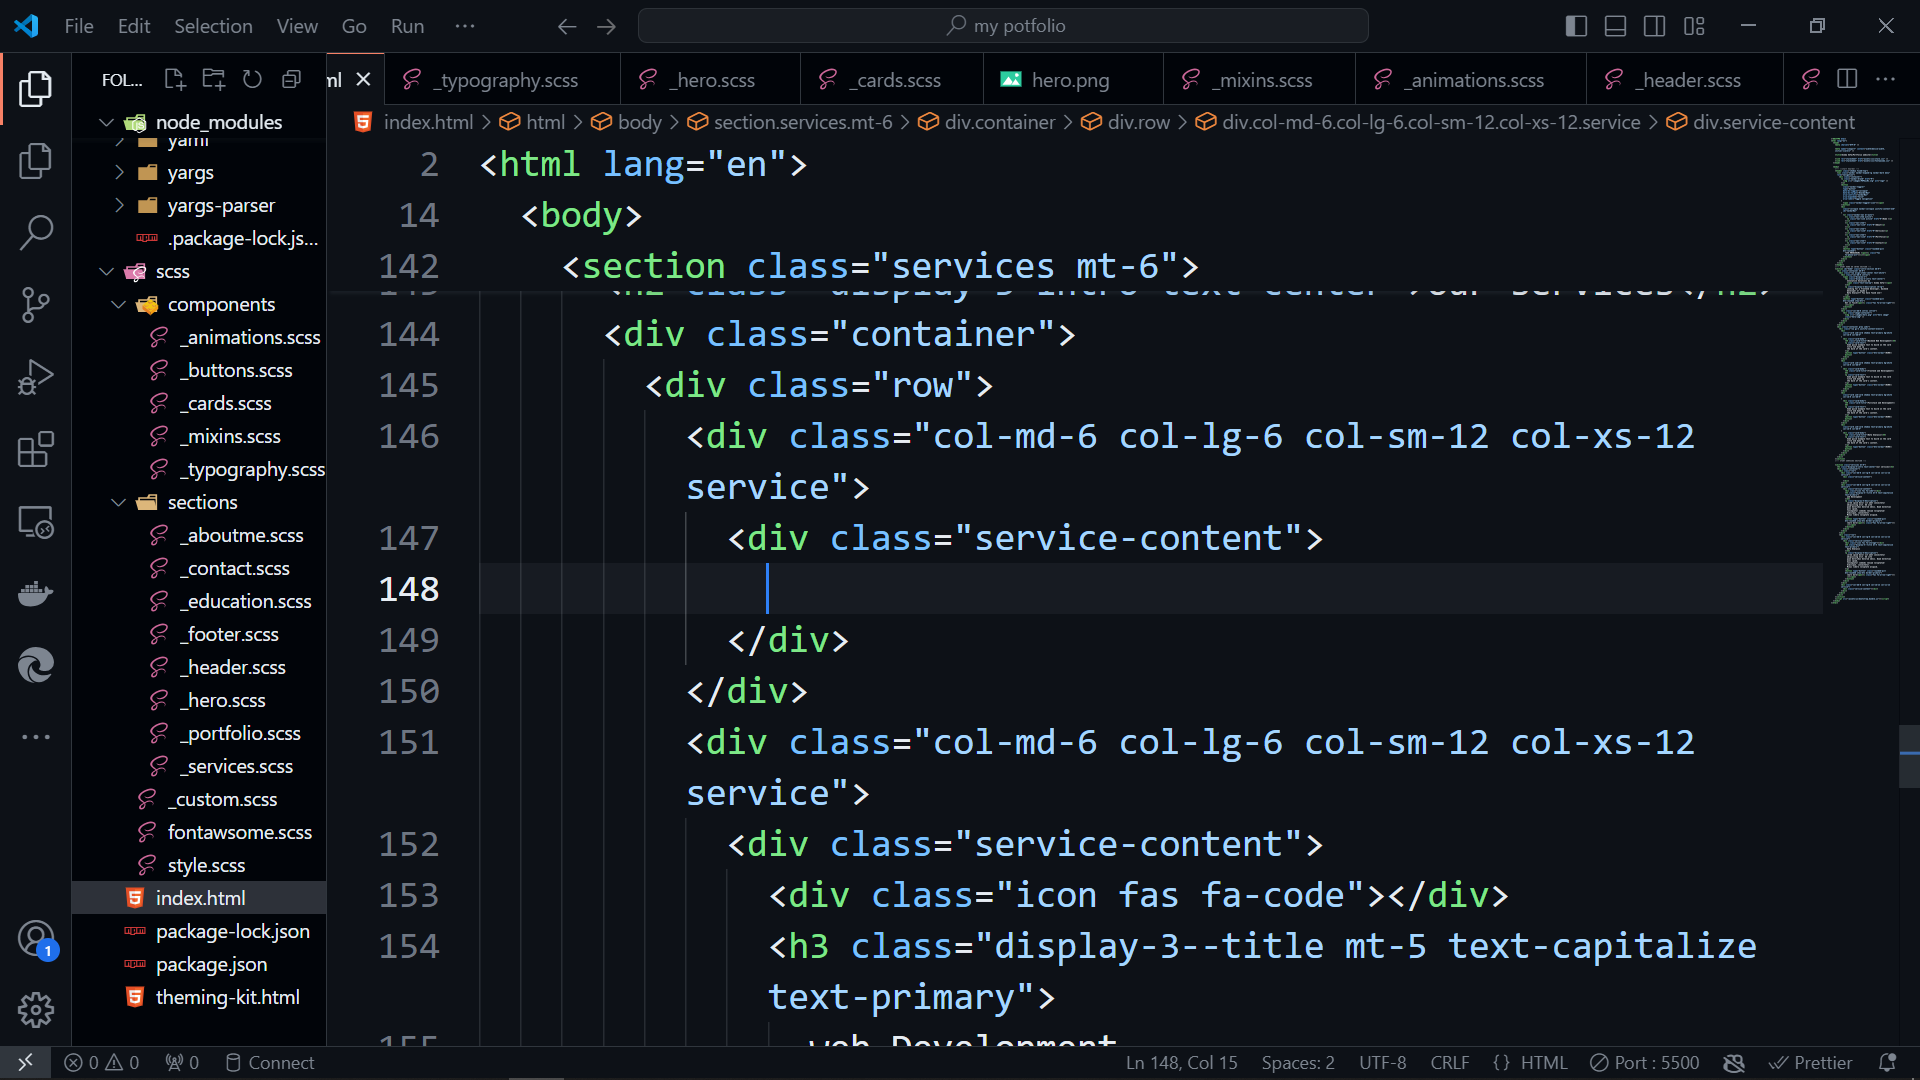 File Edit Selection View Go Run ··· my potfolio
FOL... ml _typography.scss _hero.scss _cards.scss hero.png _mixins.scss _animations.scss _header.scss
index.html > html > body > section.services.mt-6 > div.container > div.row > div.col-md-6.col-lg-6.col-sm-12.col-xs-12.service > div.service-content
node_modules
yaml
yargs
yargs-parser
.package-lock.js...
scss
components
_animations.scss
_buttons.scss
_cards.scss
_mixins.scss
_typography.scss
sections
_aboutme.scss
_contact.scss
_education.scss
_footer.scss
_header.scss
_hero.scss
_portfolio.scss
_services.scss
_custom.scss
fontawsome.scss
style.scss
index.html
package-lock.json
package.json
theming-kit.html
1
2 <html lang="en">
14 <body>
142 <section class="services mt-6">
144 <div class="container">
145 <div class="row">
146 <div class="col-md-6 col-lg-6 col-sm-12 col-xs-12
service">
147 <div class="service-content">
148
149 </div>
150 </div>
151 <div class="col-md-6 col-lg-6 col-sm-12 col-xs-12
service">
152 <div class="service-content">
153 <div class="icon fas fa-code"></div>
154 <h3 class="display-3--title mt-5 text-capitalize
text-primary">
155 web Development
0 0 0 Connect Ln 148, Col 15 Spaces: 2 UTF-8 CRLF {} HTML Port : 5500 Prettier